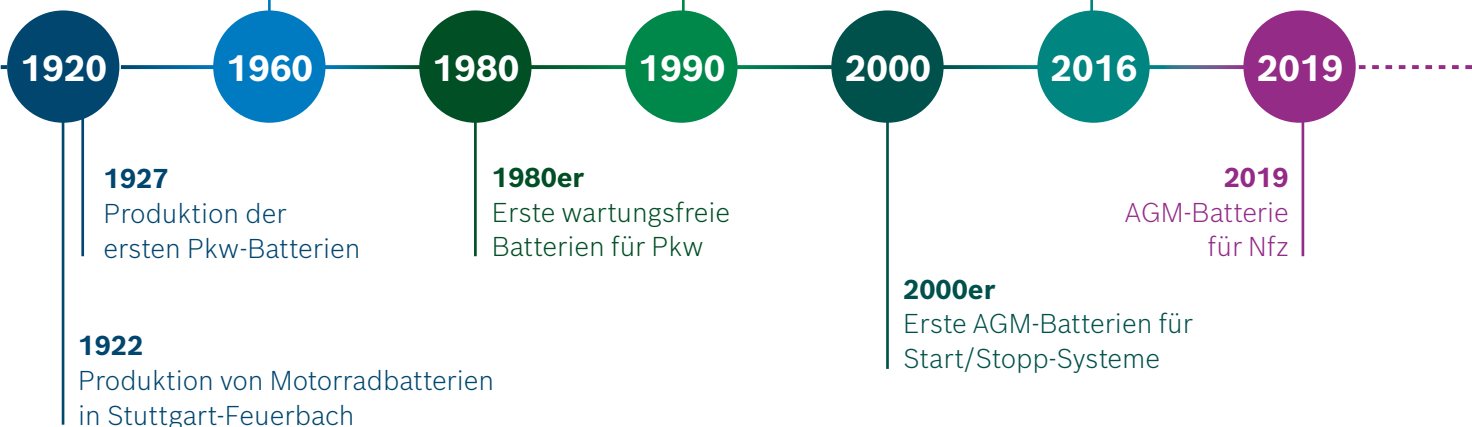 1920 1960 1980 1990 2000 2016 2019
1927
Produktion der
ersten Pkw-Batterien
1980er
Erste wartungsfreie
Batterien für Pkw
2019
AGM-Batterie
für Nfz
2000er
Erste AGM-Batterien für
Start/Stopp-Systeme
1922
Produktion von Motorradbatterien
in Stuttgart-Feuerbach